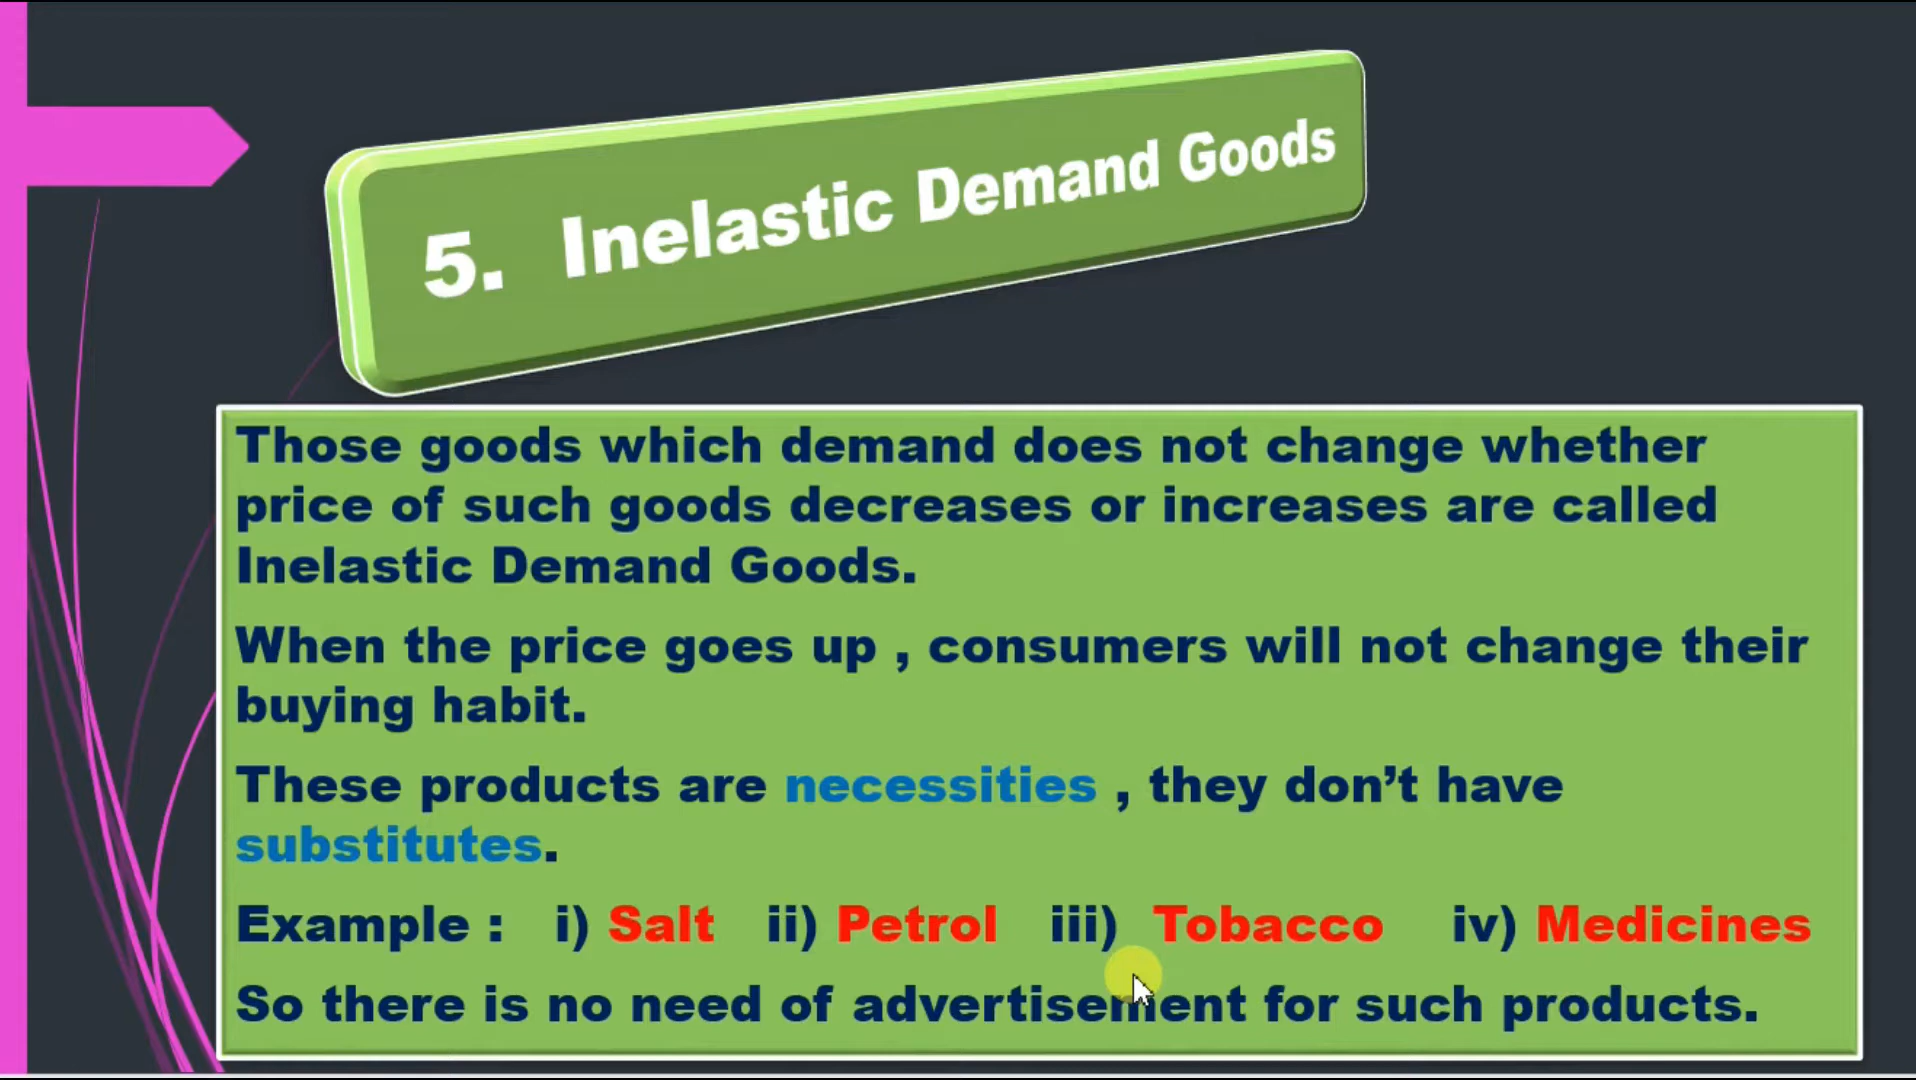 5. Inelastic Demand Goods
Those goods which demand does not change whether
price of such goods decreases or increases are called
Inelastic Demand Goods.
When the price goes up , consumers will not change their
buying habit.
These products are necessities , they don’t have
substitutes.
Example : i) Salt ii) Petrol iii) Tobacco iv) Medicines
So there is no need of advertisement for such products.